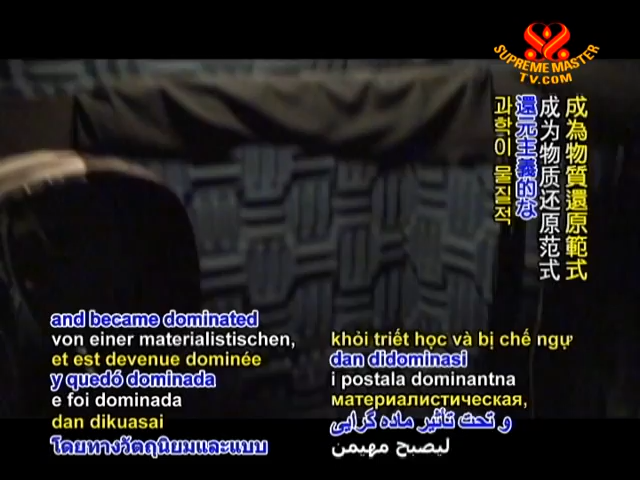 SUPREME MASTER
TV.COM
成為物質還原範式
成为物质还原范式
還元主義的な
과학이 물질적
and became dominated
von einer materialistischen,
et est devenue dominée
y quedó dominada
e foi dominada
dan dikuasai
โดยทางวัตถุนิยมและแบบ
khỏi triết học và bị chế ngự
dan didominasi
i postala dominantna
материалистическая,
و تحت تأثیر ماده گرایی
ليصبح مهيمن